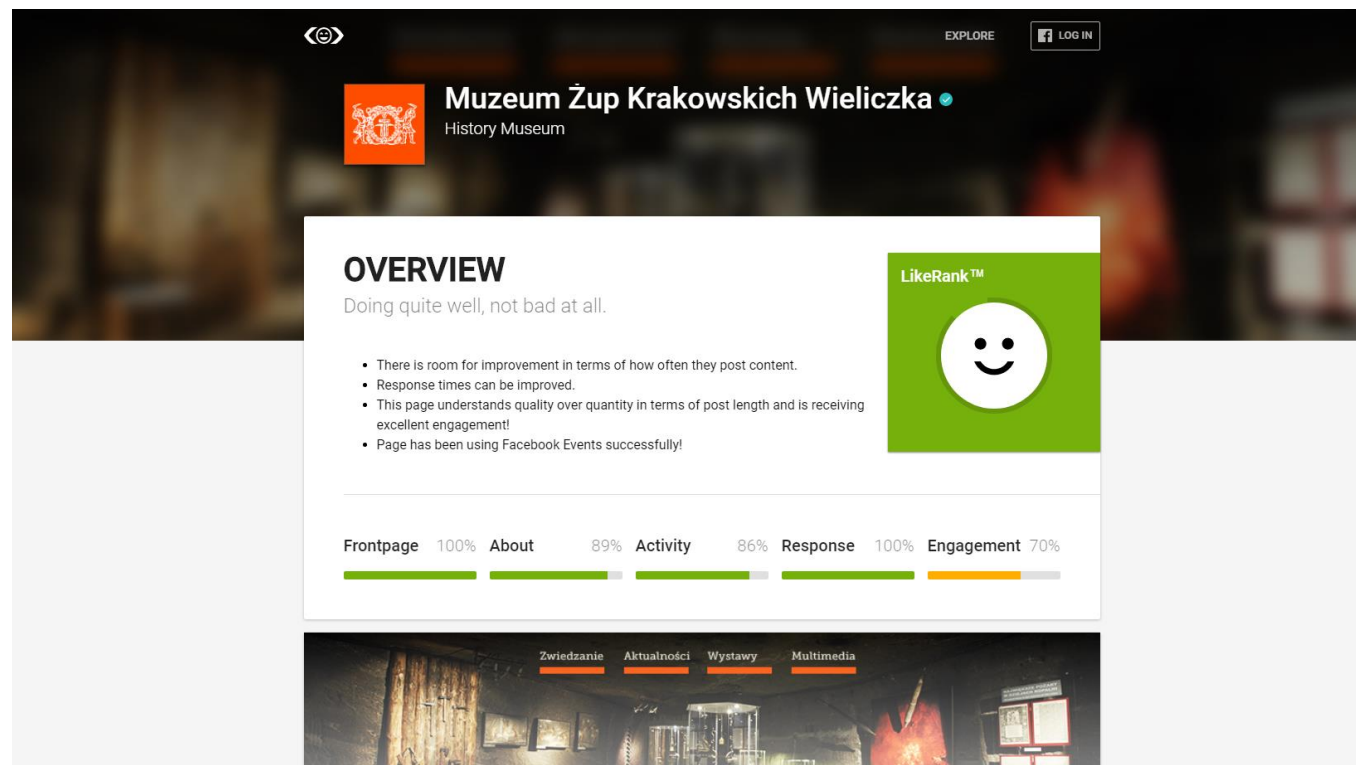 EXPLORE
LOG IN
Muzeum Żup Krakowskich Wieliczka
History Museum
OVERVIEW
Doing quite well, not bad at all.
LikeRank™
There is room for improvement in terms of how often they post content.
Response times can be improved.
This page understands quality over quantity in terms of post length and is receiving
excellent engagement!
Page has been using Facebook Events successfully!
Frontpage 100% About 89% Activity 86% Response 100% Engagement 70%
Zwiedzanie Aktualności Wystawy Multimedia